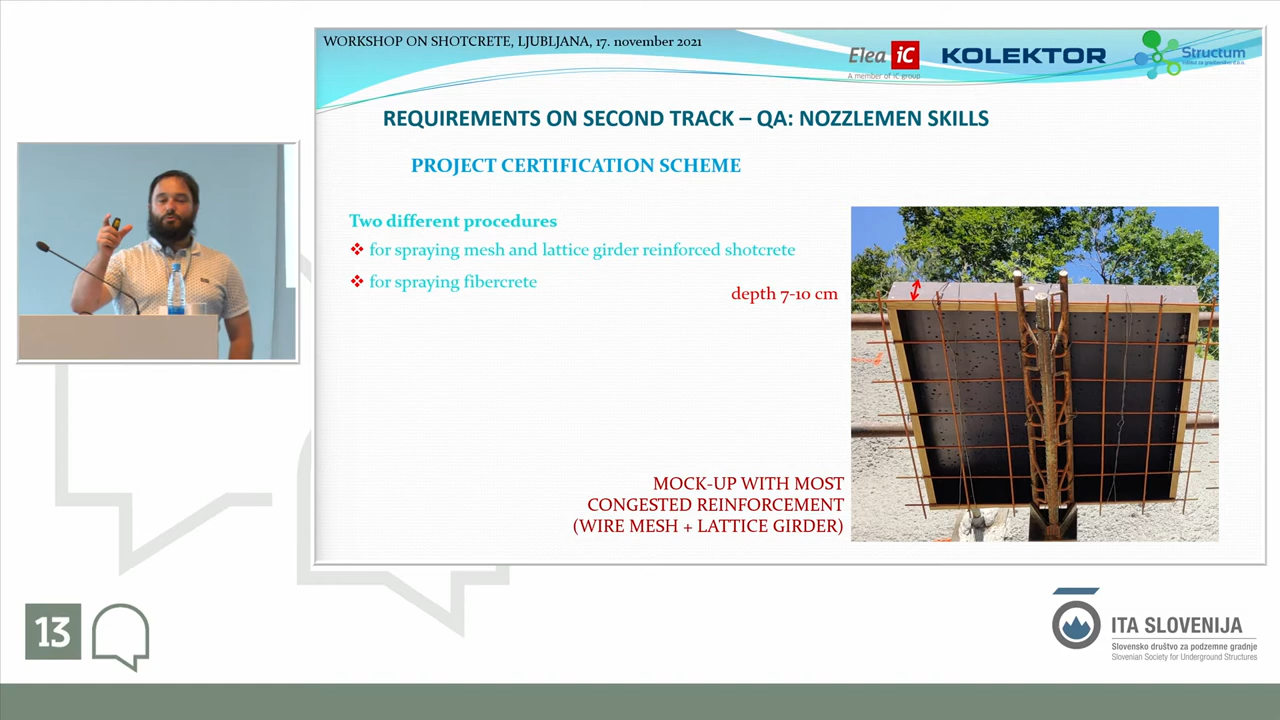 WORKSHOP ON SHOTCRETE, LJUBLJANA, 17. november 2021
Elea iC
A member of iC group
KOLEKTOR
Structum
REQUIREMENTS ON SECOND TRACK – QA: NOZZLEMEN SKILLS
PROJECT CERTIFICATION SCHEME
Two different procedures
❖ for spraying mesh and lattice girder reinforced shotcrete
❖ for spraying fibercrete
depth 7-10 cm
MOCK-UP WITH MOST
CONGESTED REINFORCEMENT
(WIRE MESH + LATTICE GIRDER)
13
ITA SLOVENIJA
Slovensko društvo za podzemne gradnje
Slovenian Society for Underground Structures